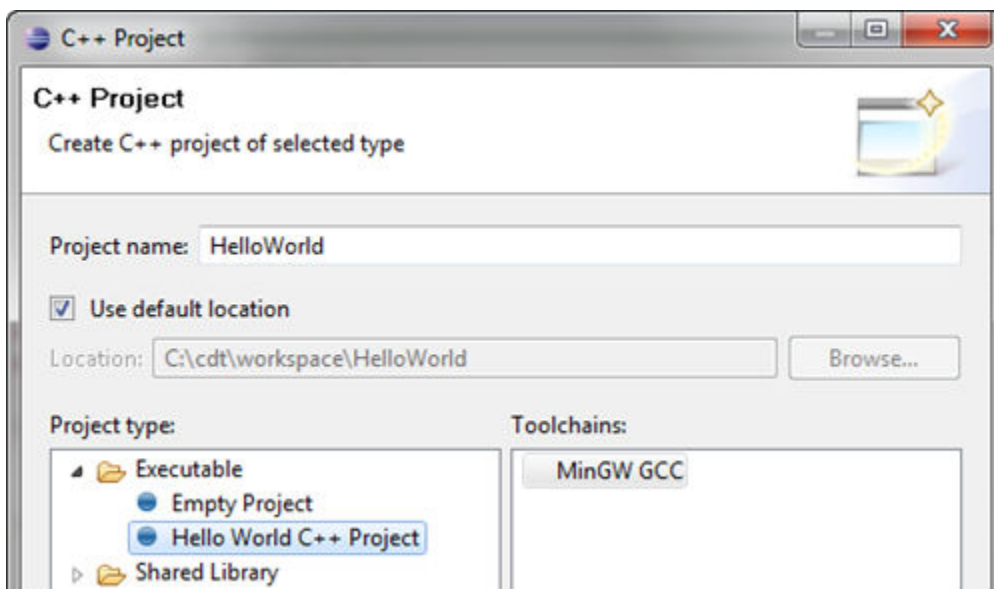 C++ Project
C++ Project
Create C++ project of selected type
Project name: HelloWorld
Use default location
Location: C:\cdt\workspace\HelloWorld Browse...
Project type: Toolchains:
Executable MinGW GCC
Empty Project
Hello World C++ Project
Shared Library